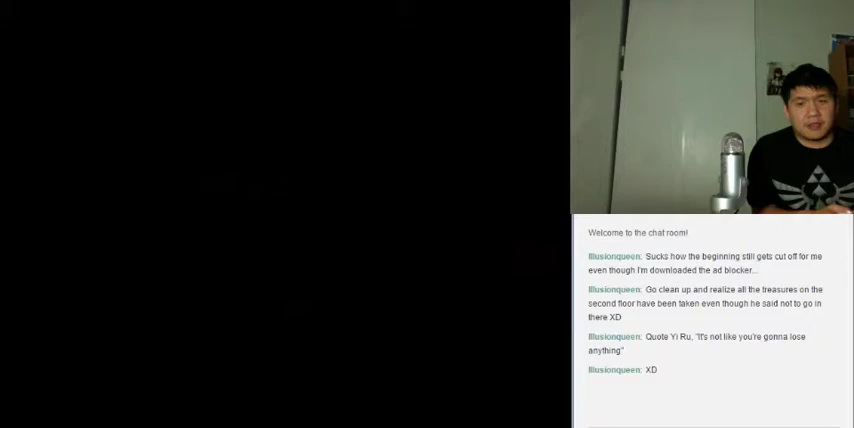 Welcome to the chat room!
Illusionqueen: Sucks how the beginning still gets cut off for me
even though I'm downloaded the ad blocker...
Illusionqueen: Go clean up and realize all the treasures on the
second floor have been taken even though he said not to go in
there XD
Illusionqueen: Quote Yi Ru, "It's not like you're gonna lose
anything"
Illusionqueen: XD